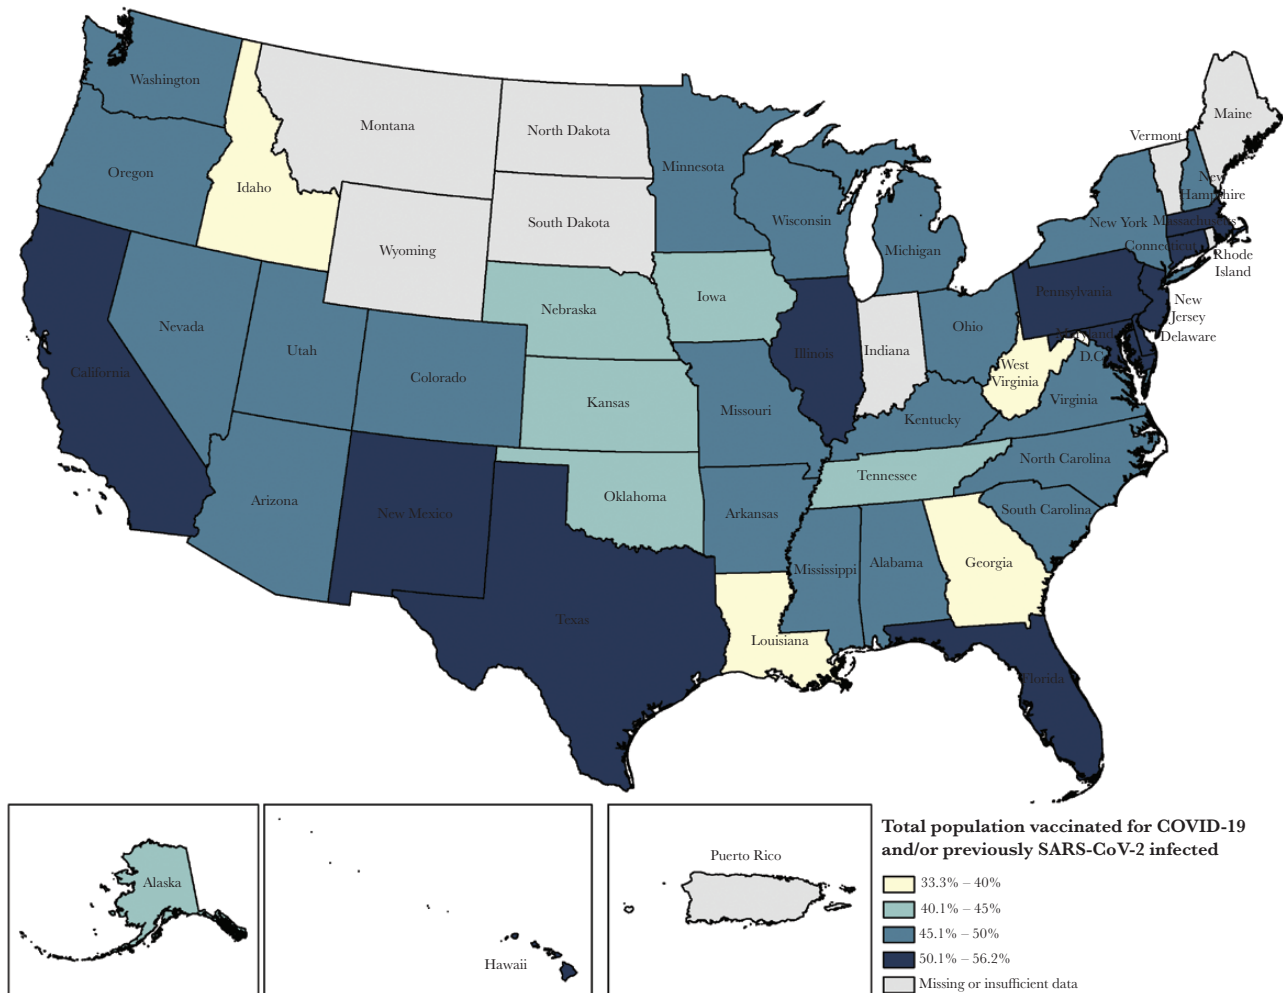 Washington
Montana
North Dakota
Minnesota
Vermont
Maine
Oregon
Idaho
South Dakota
Wisconsin
Michigan
New York
New
Hampshire
Massachusetts
Connecticut
Rhode
Island
Wyoming
Nebraska
Iowa
Pennsylvania
New
Jersey
Delaware
Maryland
D.C.
Nevada
Utah
Colorado
Kansas
Illinois
Indiana
Ohio
West
Virginia
Virginia
California
Missouri
Kentucky
Arizona
New Mexico
Oklahoma
Arkansas
Tennessee
North Carolina
South Carolina
Texas
Louisiana
Mississippi
Alabama
Georgia
Florida
Alaska
Hawaii
Puerto Rico
Total population vaccinated for COVID-19
and/or previously SARS-CoV-2 infected
33.3% – 40%
40.1% – 45%
45.1% – 50%
50.1% – 56.2%
Missing or insufficient data